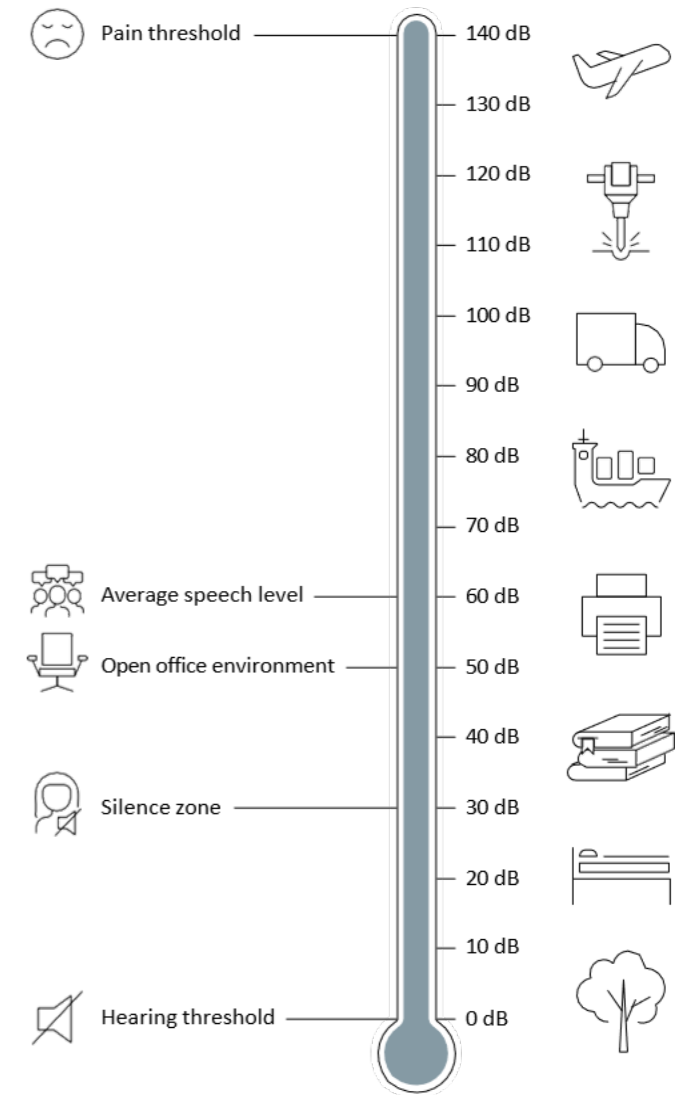 Pain threshold 140 dB
130 dB
120 dB
110 dB
100 dB
90 dB
80 dB
70 dB
Average speech level 60 dB
Open office environment 50 dB
40 dB
Silence zone 30 dB
20 dB
10 dB
Hearing threshold 0 dB